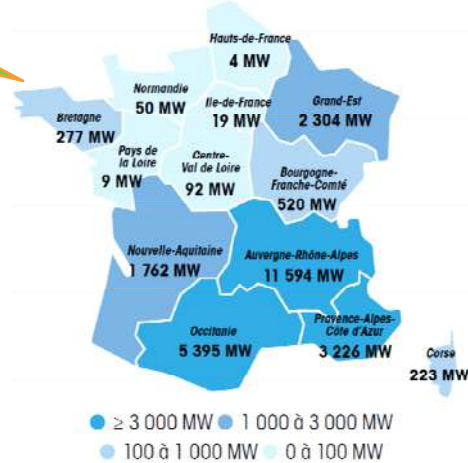 Hauts-de-France
4 MW
Normandie
50 MW
Ile-de-France
19 MW
Grand-Est
2 304 MW
Bretagne
277 MW
Pays de
la Loire
9 MW
Centre-
Val de Loire
92 MW
Bourgogne-
Franche-Comté
520 MW
Nouvelle-Aquitaine
1 762 MW
Auvergne-Rhône-Alpes
11 594 MW
Occitanie
5 395 MW
Provence-Alpes-
Côte d'Azur
3 226 MW
Corse
223 MW
≥ 3 000 MW 1 000 à 3 000 MW
100 à 1 000 MW 0 à 100 MW